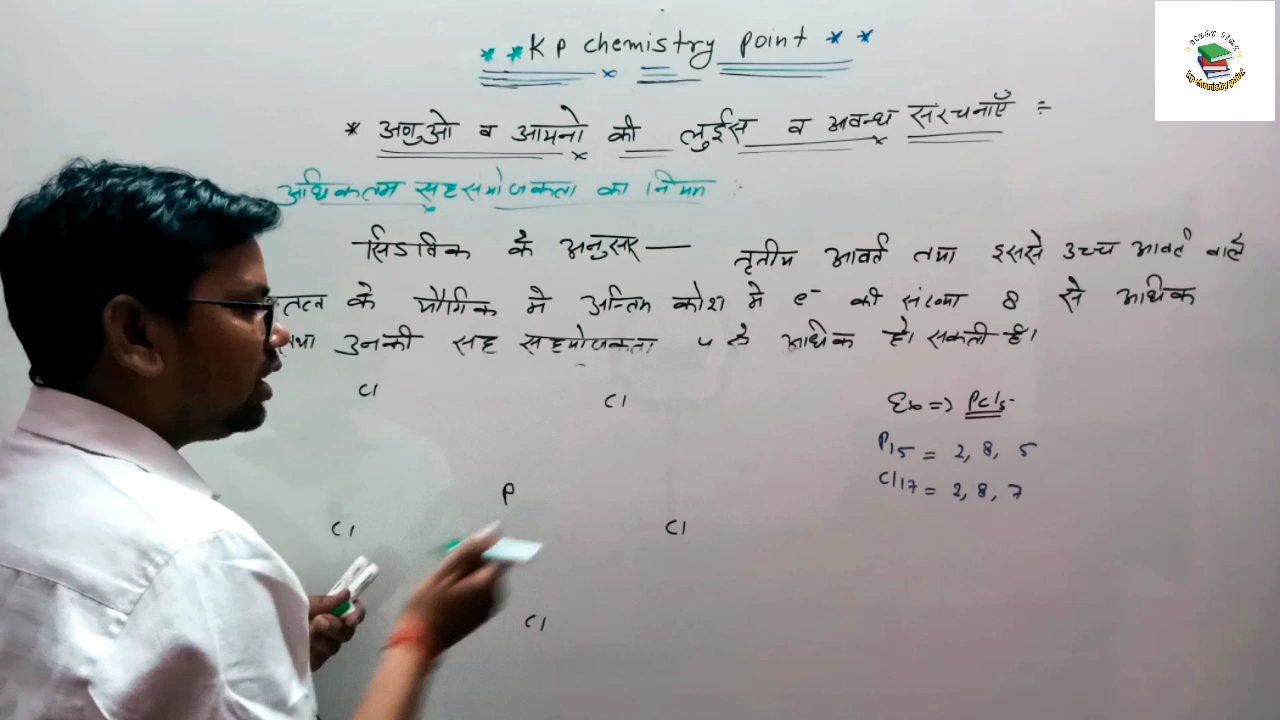 * * K P chemistry point * *
* अणुओ व आयनो की लुईस व आबन्ध संरचनाएँ :-
अधिकतम सहसंयोजकता का नियम :
सिडविक के अनुसार — तृतीय आवर्त तथा इससे उच्च आवर्त वाले
तत्व के यौगिक मे अन्तिम कोश मे e⁻ की संख्या 8 से अधिक
तथा उनकी सह सहयोजकता 4 से अधिक हो सकती है।
Cl Cl
Ex => PCl5
P15 = 2, 8, 5
Cl17 = 2, 8, 7
P
Cl Cl
Cl